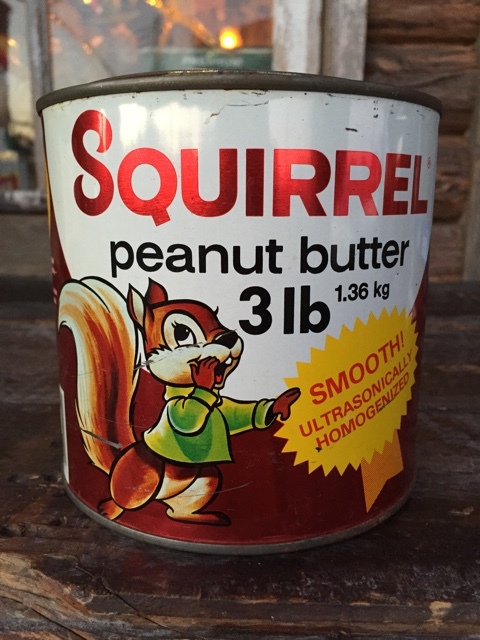 SQUIRREL
peanut butter
3 lb 1.36 kg
SMOOTH!
ULTRASONICALLY
HOMOGENIZED